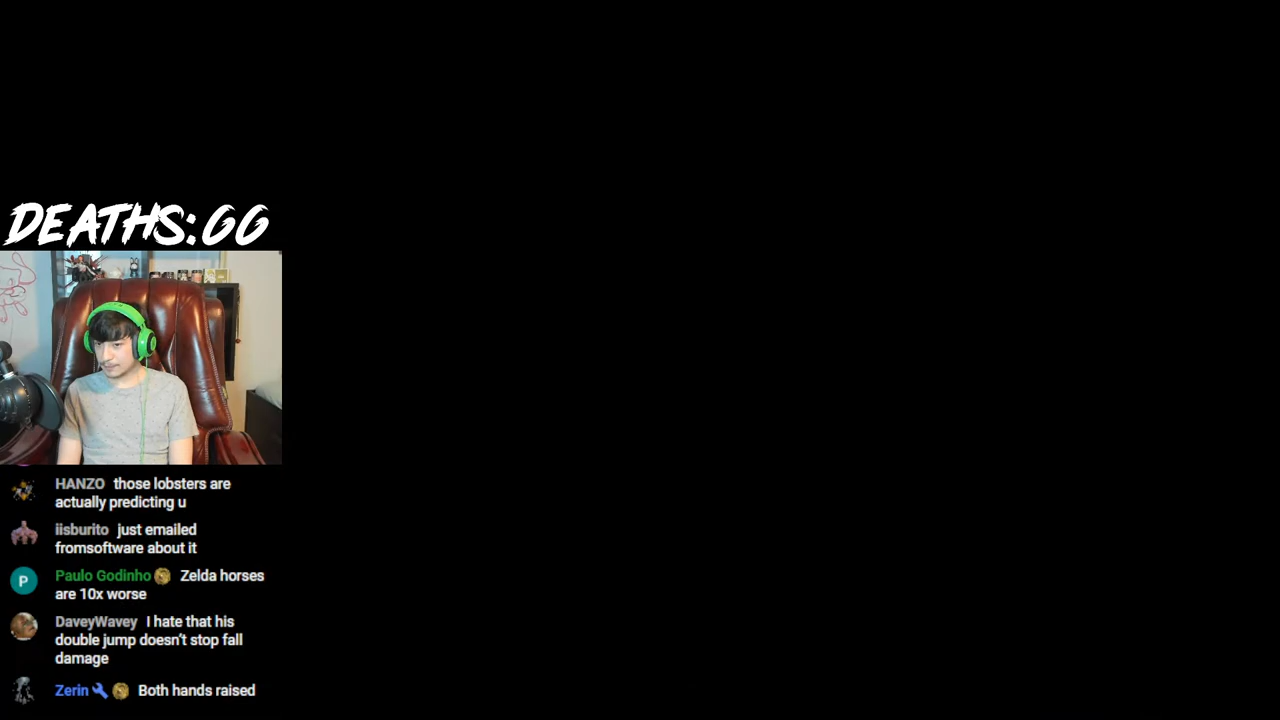 DEATHS:66
HANZO those lobsters are
actually predicting u
iisburito just emailed
fromsoftware about it
P Paulo Godinho Zelda horses
are 10x worse
DaveyWavey I hate that his
double jump doesn't stop fall
damage
Zerin Both hands raised